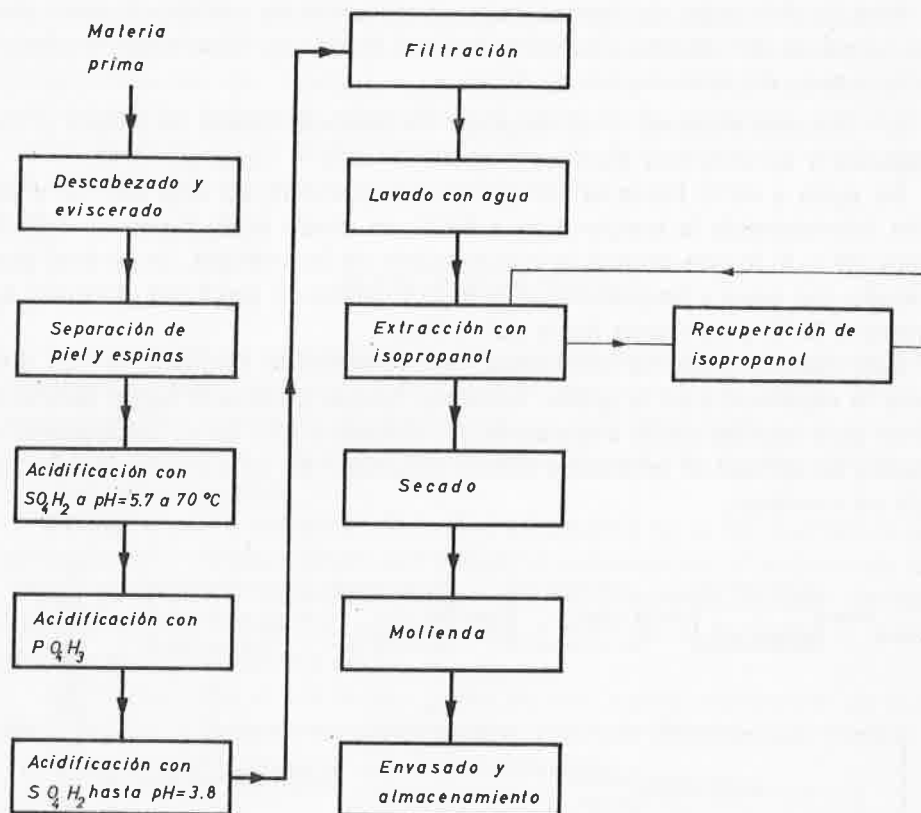 Materia
prima
Descabezado y
eviscerado
Separación de
piel y espinas
Acidificación con
SO₄H₂ a pH=5.7 a 70 °C
Acidificación con
PO₄H₃
Acidificación con
SO₄H₂ hasta pH=3.8
Filtración
Lavado con agua
Extracción con
isopropanol
Recuperación de
isopropanol
Secado
Molienda
Envasado y
almacenamiento